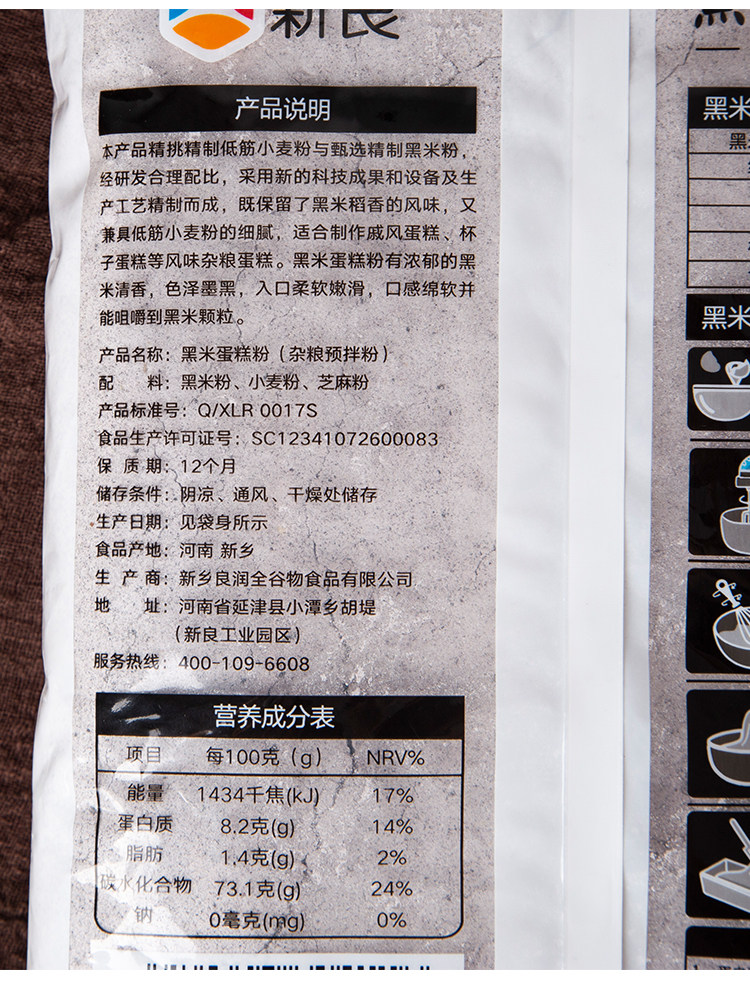 新良
产品说明
本产品精挑精制低筋小麦粉与甄选精制黑米粉，
经研发合理配比，采用新的科技成果和设备及生
产工艺精制而成，既保留了黑米稻香的风味，又
兼具低筋小麦粉的细腻，适合制作戚风蛋糕、杯
子蛋糕等风味杂粮蛋糕。黑米蛋糕粉有浓郁的黑
米清香，色泽墨黑，入口柔软嫩滑，口感绵软并
能咀嚼到黑米颗粒。
产品名称：黑米蛋糕粉（杂粮预拌粉）
配 料：黑米粉、小麦粉、芝麻粉
产品标准号：Q/XLR 0017S
食品生产许可证号：SC12341072600083
保 质 期：12个月
储存条件：阴凉、通风、干燥处储存
生产日期：见袋身所示
食品产地：河南 新乡
生 产 商：新乡良润全谷物食品有限公司
地 址：河南省延津县小潭乡胡堤
（新良工业园区）
服务热线：400-109-6608
营养成分表
项目 每100克（g） NRV%
能量 1434千焦(kJ) 17%
蛋白质 8.2克(g) 14%
脂肪 1.4克(g) 2%
碳水化合物 73.1克(g) 24%
钠 0毫克(mg) 0%
黑米
黑
黑米